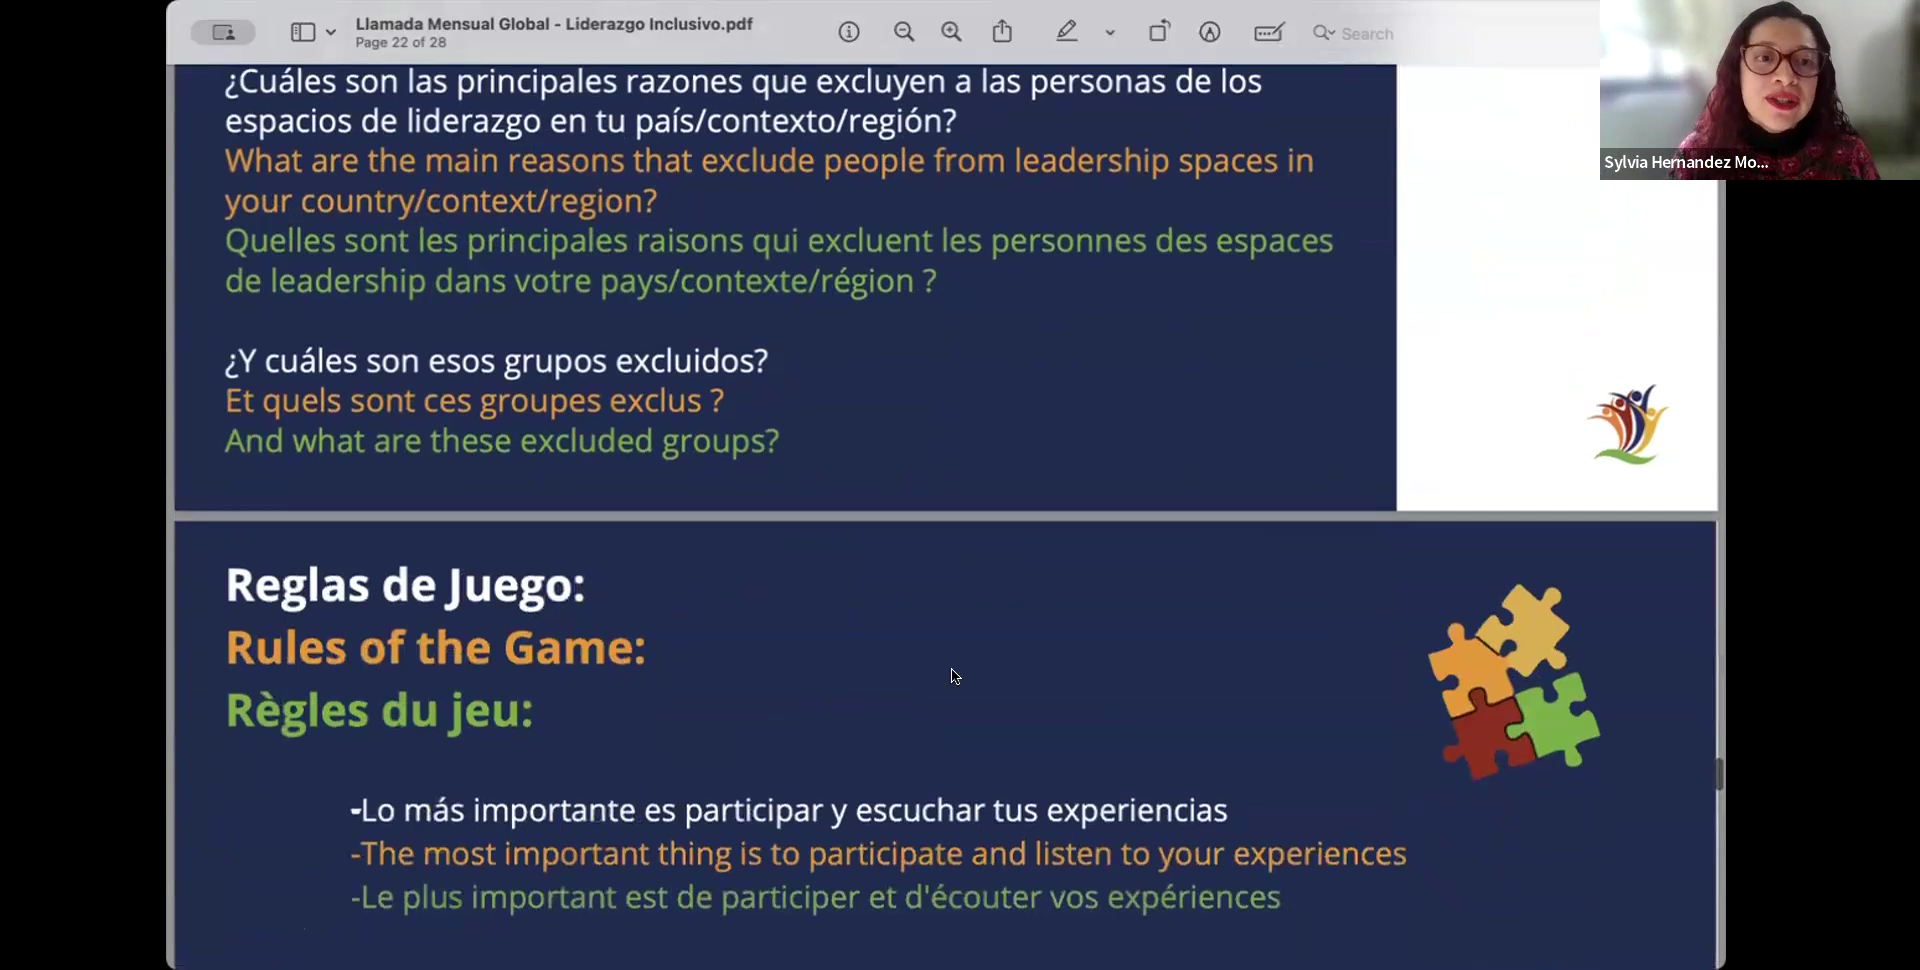 Llamada Mensual Global - Liderazgo Inclusivo.pdf
Page 22 of 28
Search
Sylvia Hernandez Mo...
¿Cuáles son las principales razones que excluyen a las personas de los
espacios de liderazgo en tu país/contexto/región?
What are the main reasons that exclude people from leadership spaces in
your country/context/region?
Quelles sont les principales raisons qui excluent les personnes des espaces
de leadership dans votre pays/contexte/région ?
¿Y cuáles son esos grupos excluidos?
Et quels sont ces groupes exclus ?
And what are these excluded groups?
Reglas de Juego:
Rules of the Game:
Règles du jeu:
-Lo más importante es participar y escuchar tus experiencias
-The most important thing is to participate and listen to your experiences
-Le plus important est de participer et d'écouter vos expériences